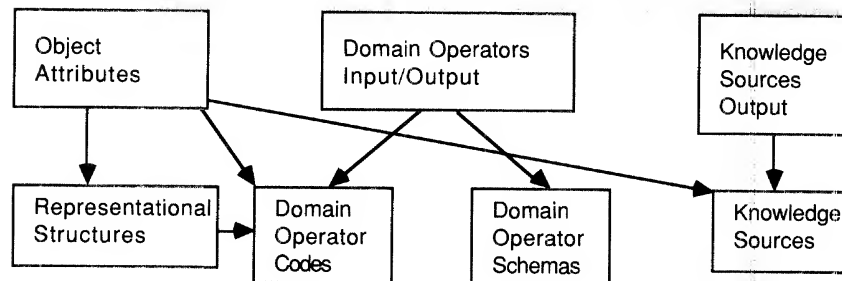 Object
Attributes
Domain Operators
Input/Output
Knowledge
Sources
Output
Representational
Structures
Domain
Operator
Codes
Domain
Operator
Schemas
Knowledge
Sources